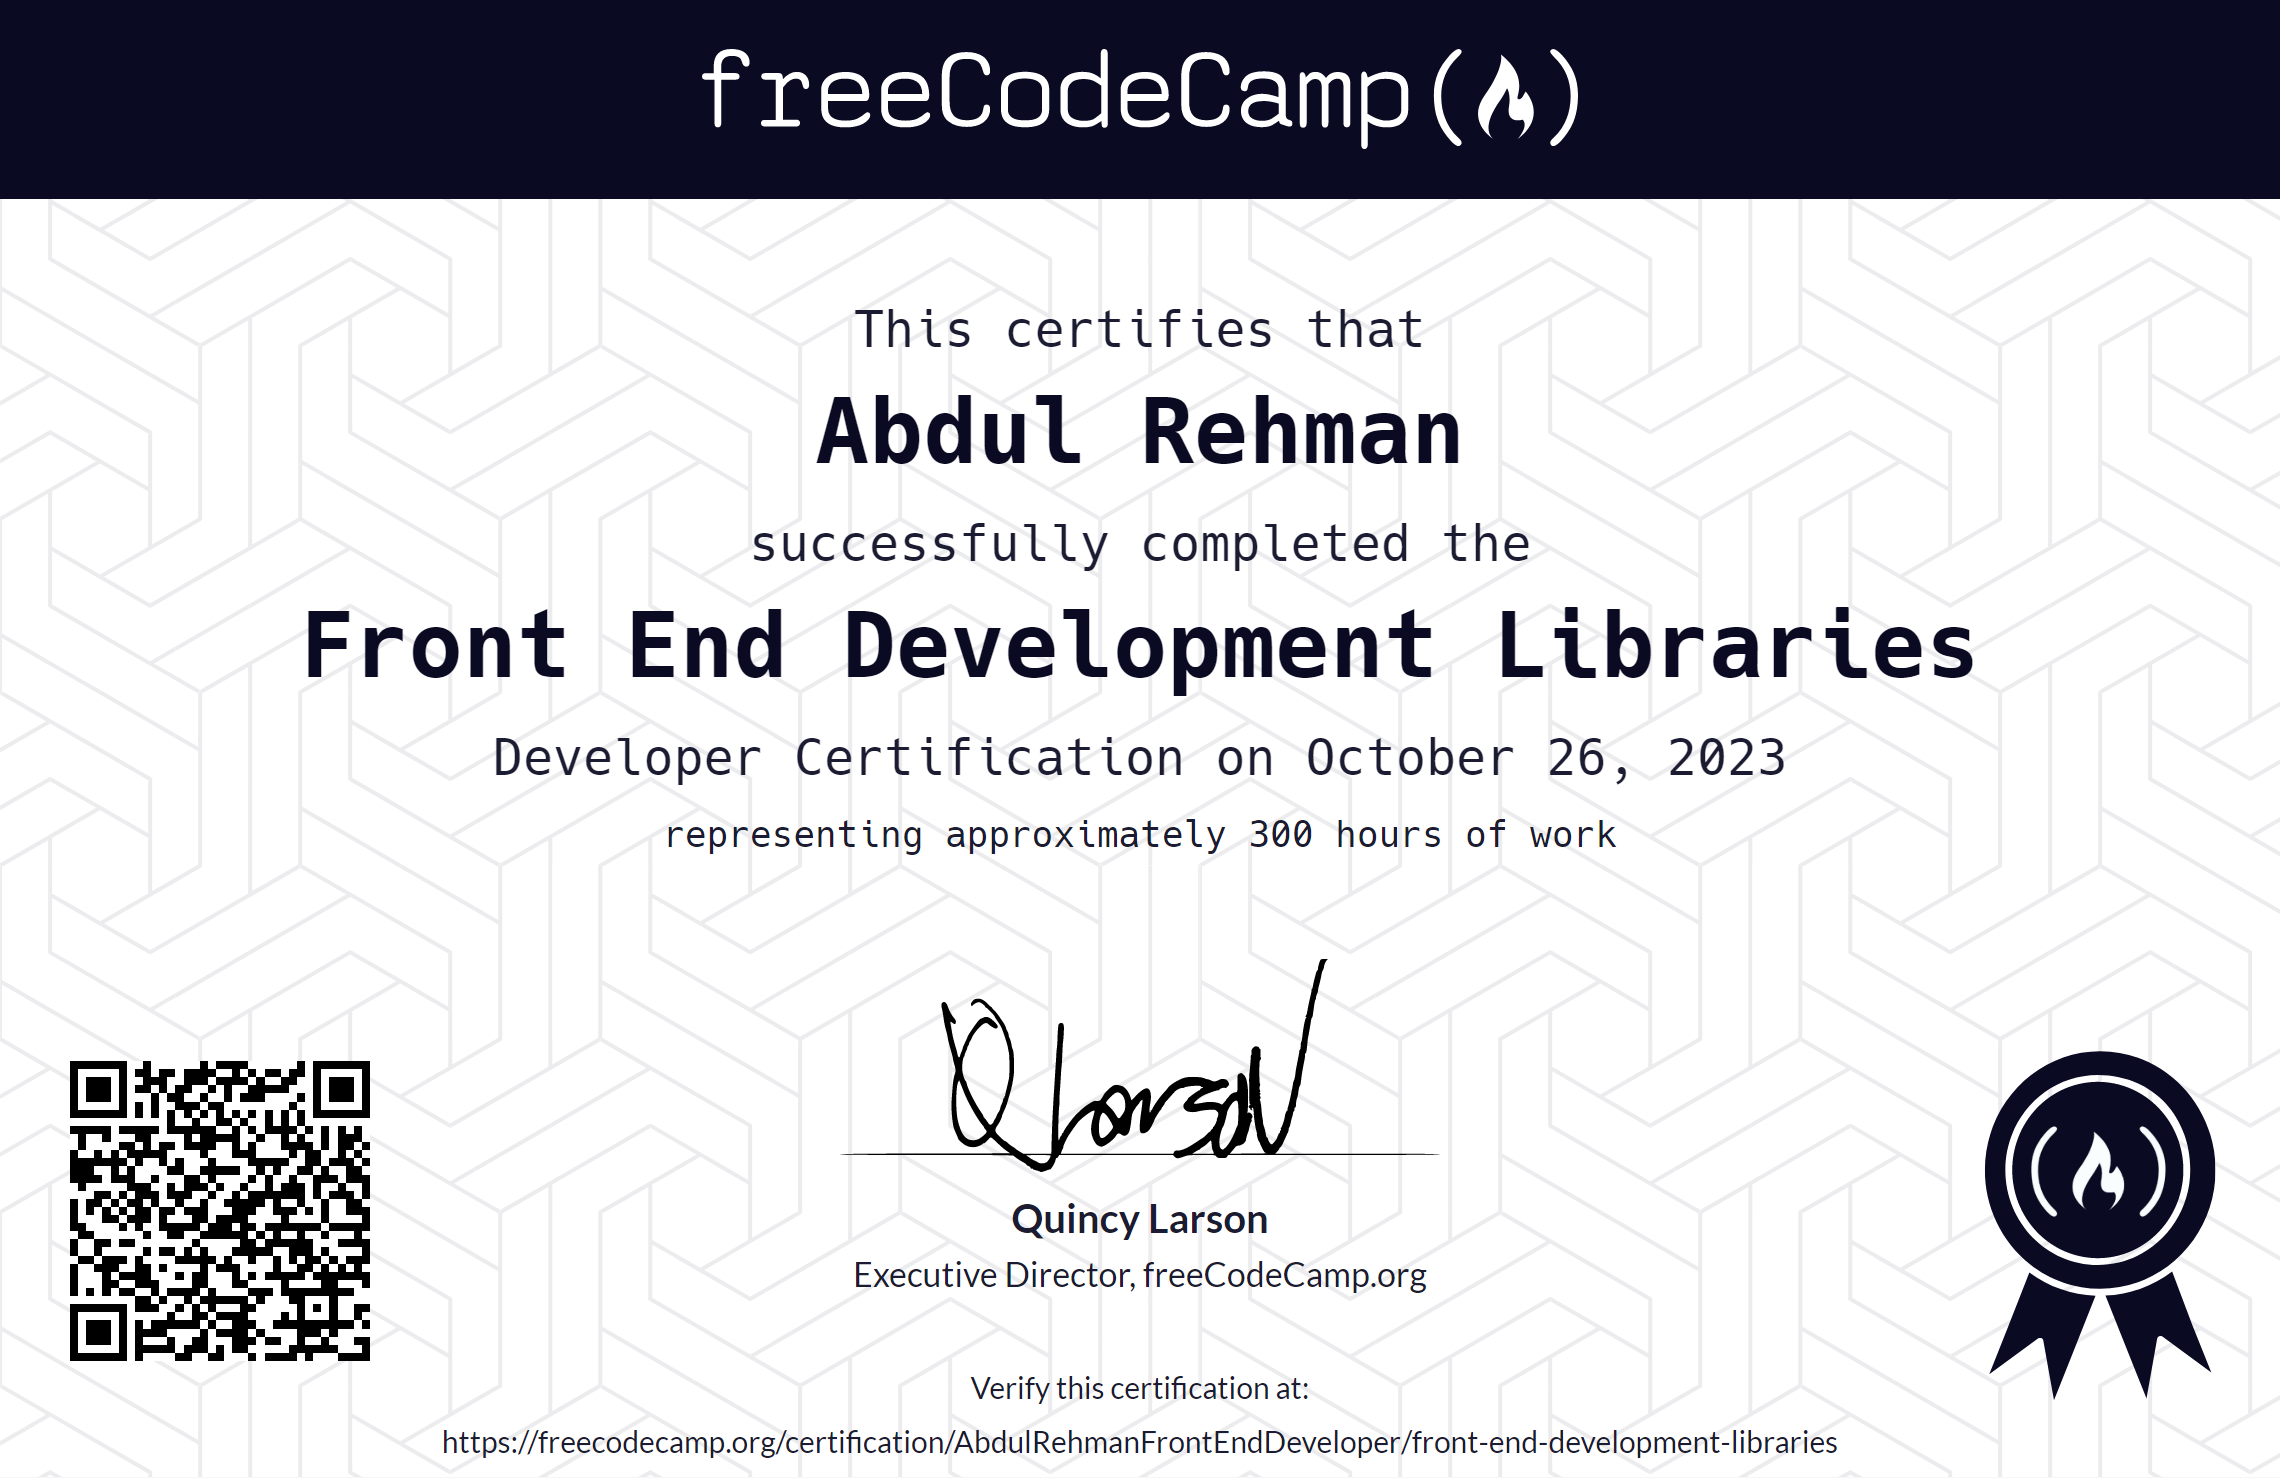 freeCodeCamp
This certifies that
Abdul Rehman
successfully completed the
Front End Development Libraries
Developer Certification on October 26, 2023
representing approximately 300 hours of work
Quincy Larson
Executive Director, freeCodeCamp.org
Verify this certification at:
https://freecodecamp.org/certification/AbdulRehmanFrontEndDeveloper/front-end-development-libraries